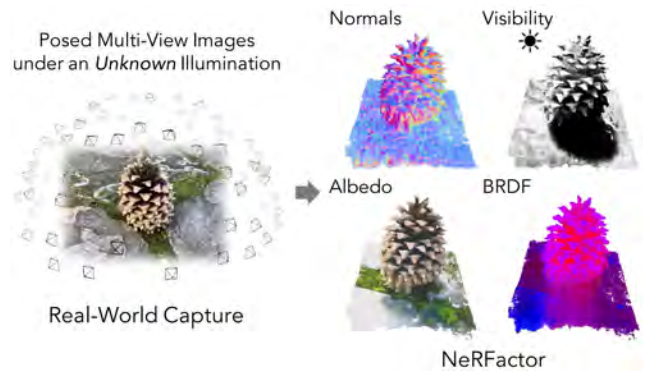 Posed Multi-View Images
under an Unknown Illumination
Real-World Capture
Normals
Visibility
Albedo
BRDF
NeRFactor